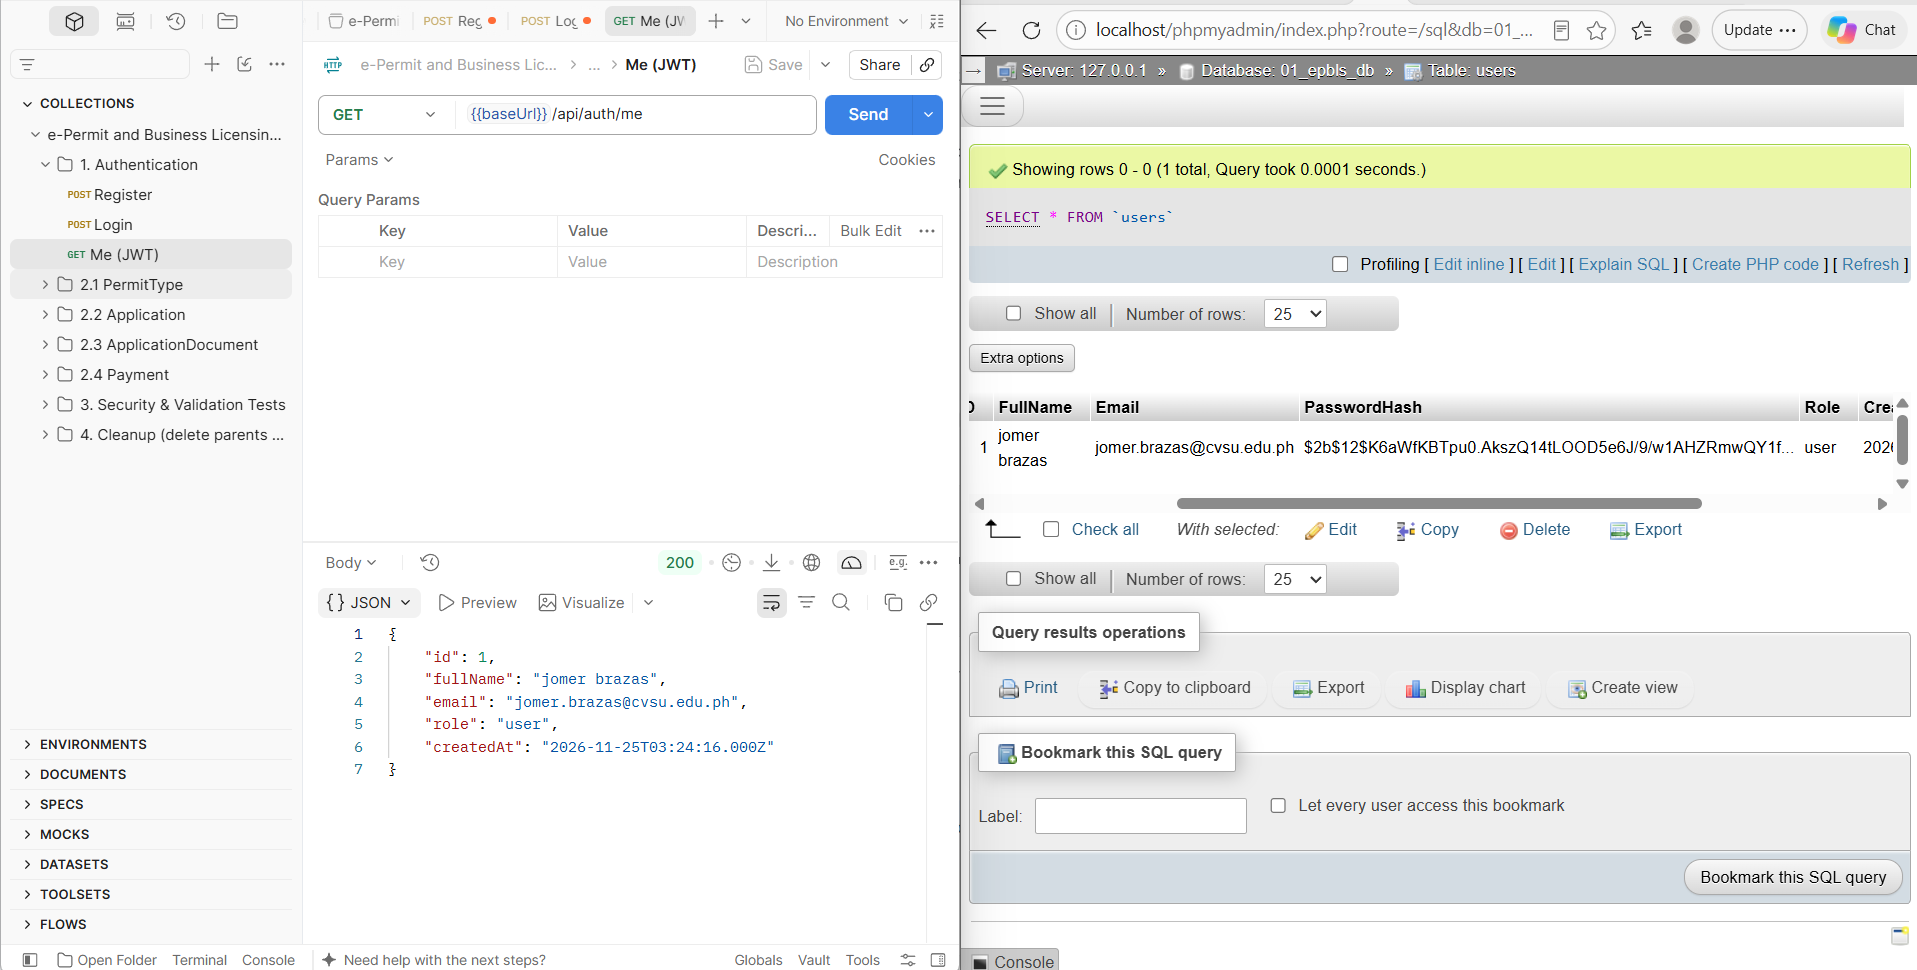 e-Permi
POST Reg
POST Log
GET Me (JV
No Environment
HTTP e-Permit and Business Lic... > ... > Me (JWT)
Save
Share
COLLECTIONS
e-Permit and Business Licensin...
1. Authentication
POST Register
POST Login
GET Me (JWT)
2.1 PermitType
2.2 Application
2.3 ApplicationDocument
2.4 Payment
3. Security & Validation Tests
4. Cleanup (delete parents ...
ENVIRONMENTS
DOCUMENTS
SPECS
MOCKS
DATASETS
TOOLSETS
FLOWS
GET
{{baseUrl}} /api/auth/me
Send
Params
Cookies
Query Params
Key Value Descri... Bulk Edit
Key Value Description
Body
200
e.g.
{} JSON
Preview
Visualize
1 {
2 "id": 1,
3 "fullName": "jomer brazas",
4 "email": "jomer.brazas@cvsu.edu.ph",
5 "role": "user",
6 "createdAt": "2026-11-25T03:24:16.000Z"
7 }
Open Folder Terminal Console Need help with the next steps? Globals Vault Tools
localhost/phpmyadmin/index.php?route=/sql&db=01_...
Update
Chat
Server: 127.0.0.1 » Database: 01_epbls_db » Table: users
Showing rows 0 - 0 (1 total, Query took 0.0001 seconds.)
SELECT * FROM `users`
Profiling [ Edit inline ] [ Edit ] [ Explain SQL ] [ Create PHP code ] [ Refresh ]
Show all Number of rows: 25
Extra options
FullName Email PasswordHash Role Crea
1 jomer brazas jomer.brazas@cvsu.edu.ph $2b$12$K6aWfKBTpu0.AkszQ14tLOOD5e6J/9/w1AHZRmwQY1f... user 2026
Check all With selected: Edit Copy Delete Export
Show all Number of rows: 25
Query results operations
Print Copy to clipboard Export Display chart Create view
Bookmark this SQL query
Label:
Let every user access this bookmark
Bookmark this SQL query
Console